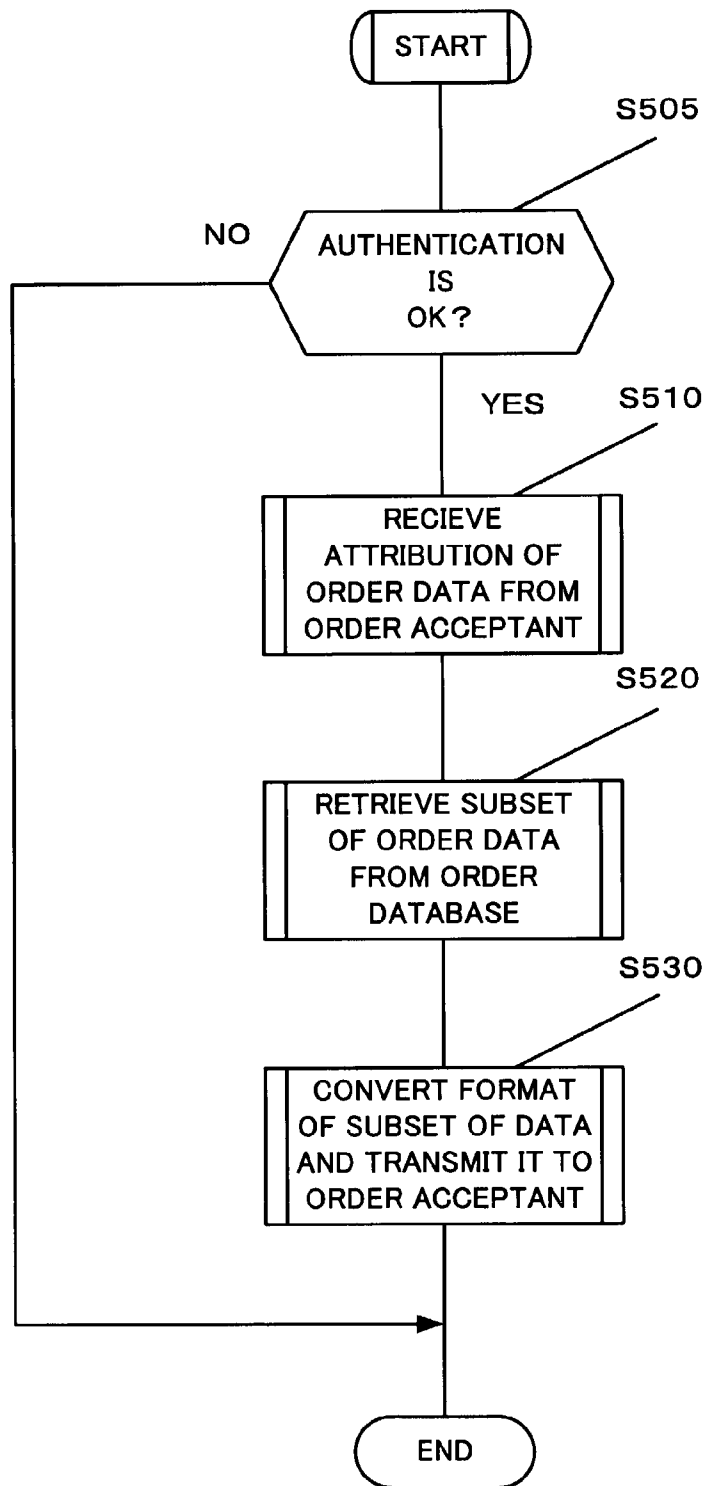 START
S505
NO
AUTHENTICATION
IS
OK?
YES
S510
RECIEVE
ATTRIBUTION OF
ORDER DATA FROM
ORDER ACCEPTANT
S520
RETRIEVE SUBSET
OF ORDER DATA
FROM ORDER
DATABASE
S530
CONVERT FORMAT
OF SUBSET OF DATA
AND TRANSMIT IT TO
ORDER ACCEPTANT
END